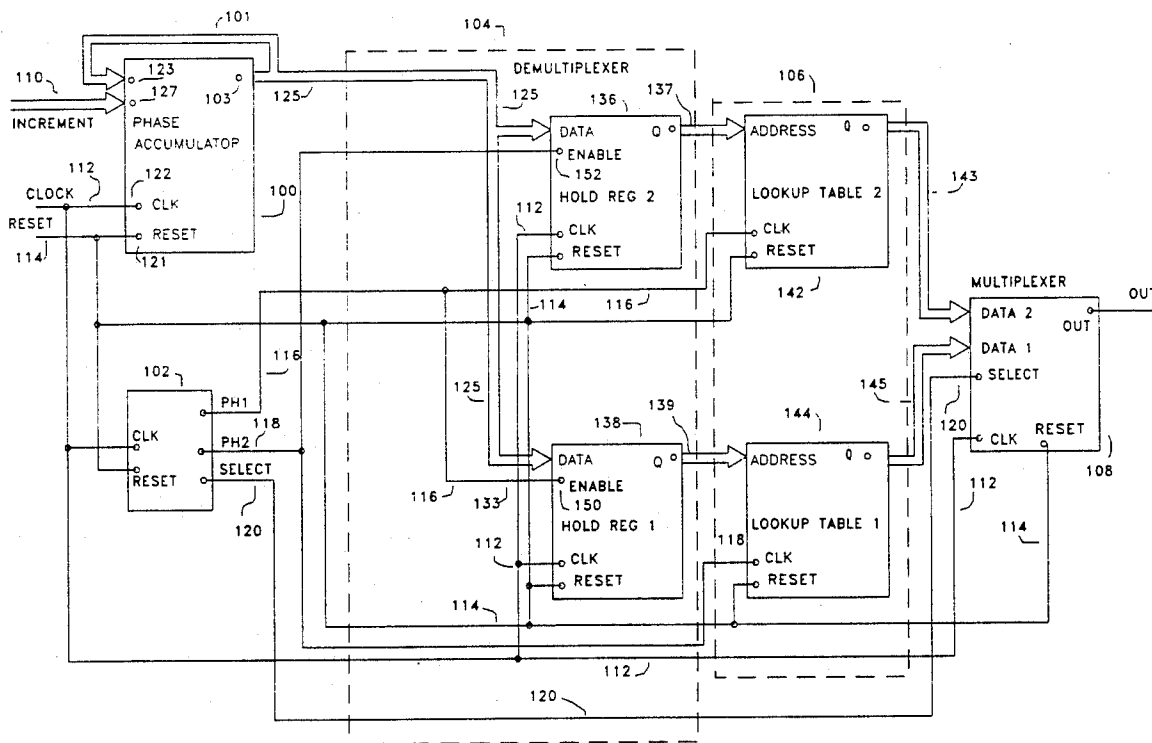 101
104
DEMULTIPLEXER
110
INCREMENT
123
127
103
125
PHASE
ACCUMULATOR
112
CLOCK
122
CLK
100
RESET
114
RESET
121
125
136
137
DATA
Q
ENABLE
152
HOLD REG 2
112
CLK
RESET
114
116
106
ADDRESS
Q
LOOKUP TABLE 2
CLK
RESET
142
143
MULTIPLEXER
DATA 2
OUT
OUT
DATA 1
SELECT
120
RESET
CLK
108
112
114
102
116
PH1
CLK
PH2
118
RESET
SELECT
120
125
138
139
DATA
Q
116
133
ENABLE
150
HOLD REG 1
112
CLK
RESET
114
144
145
ADDRESS
Q
LOOKUP TABLE 1
118
CLK
RESET
112
120